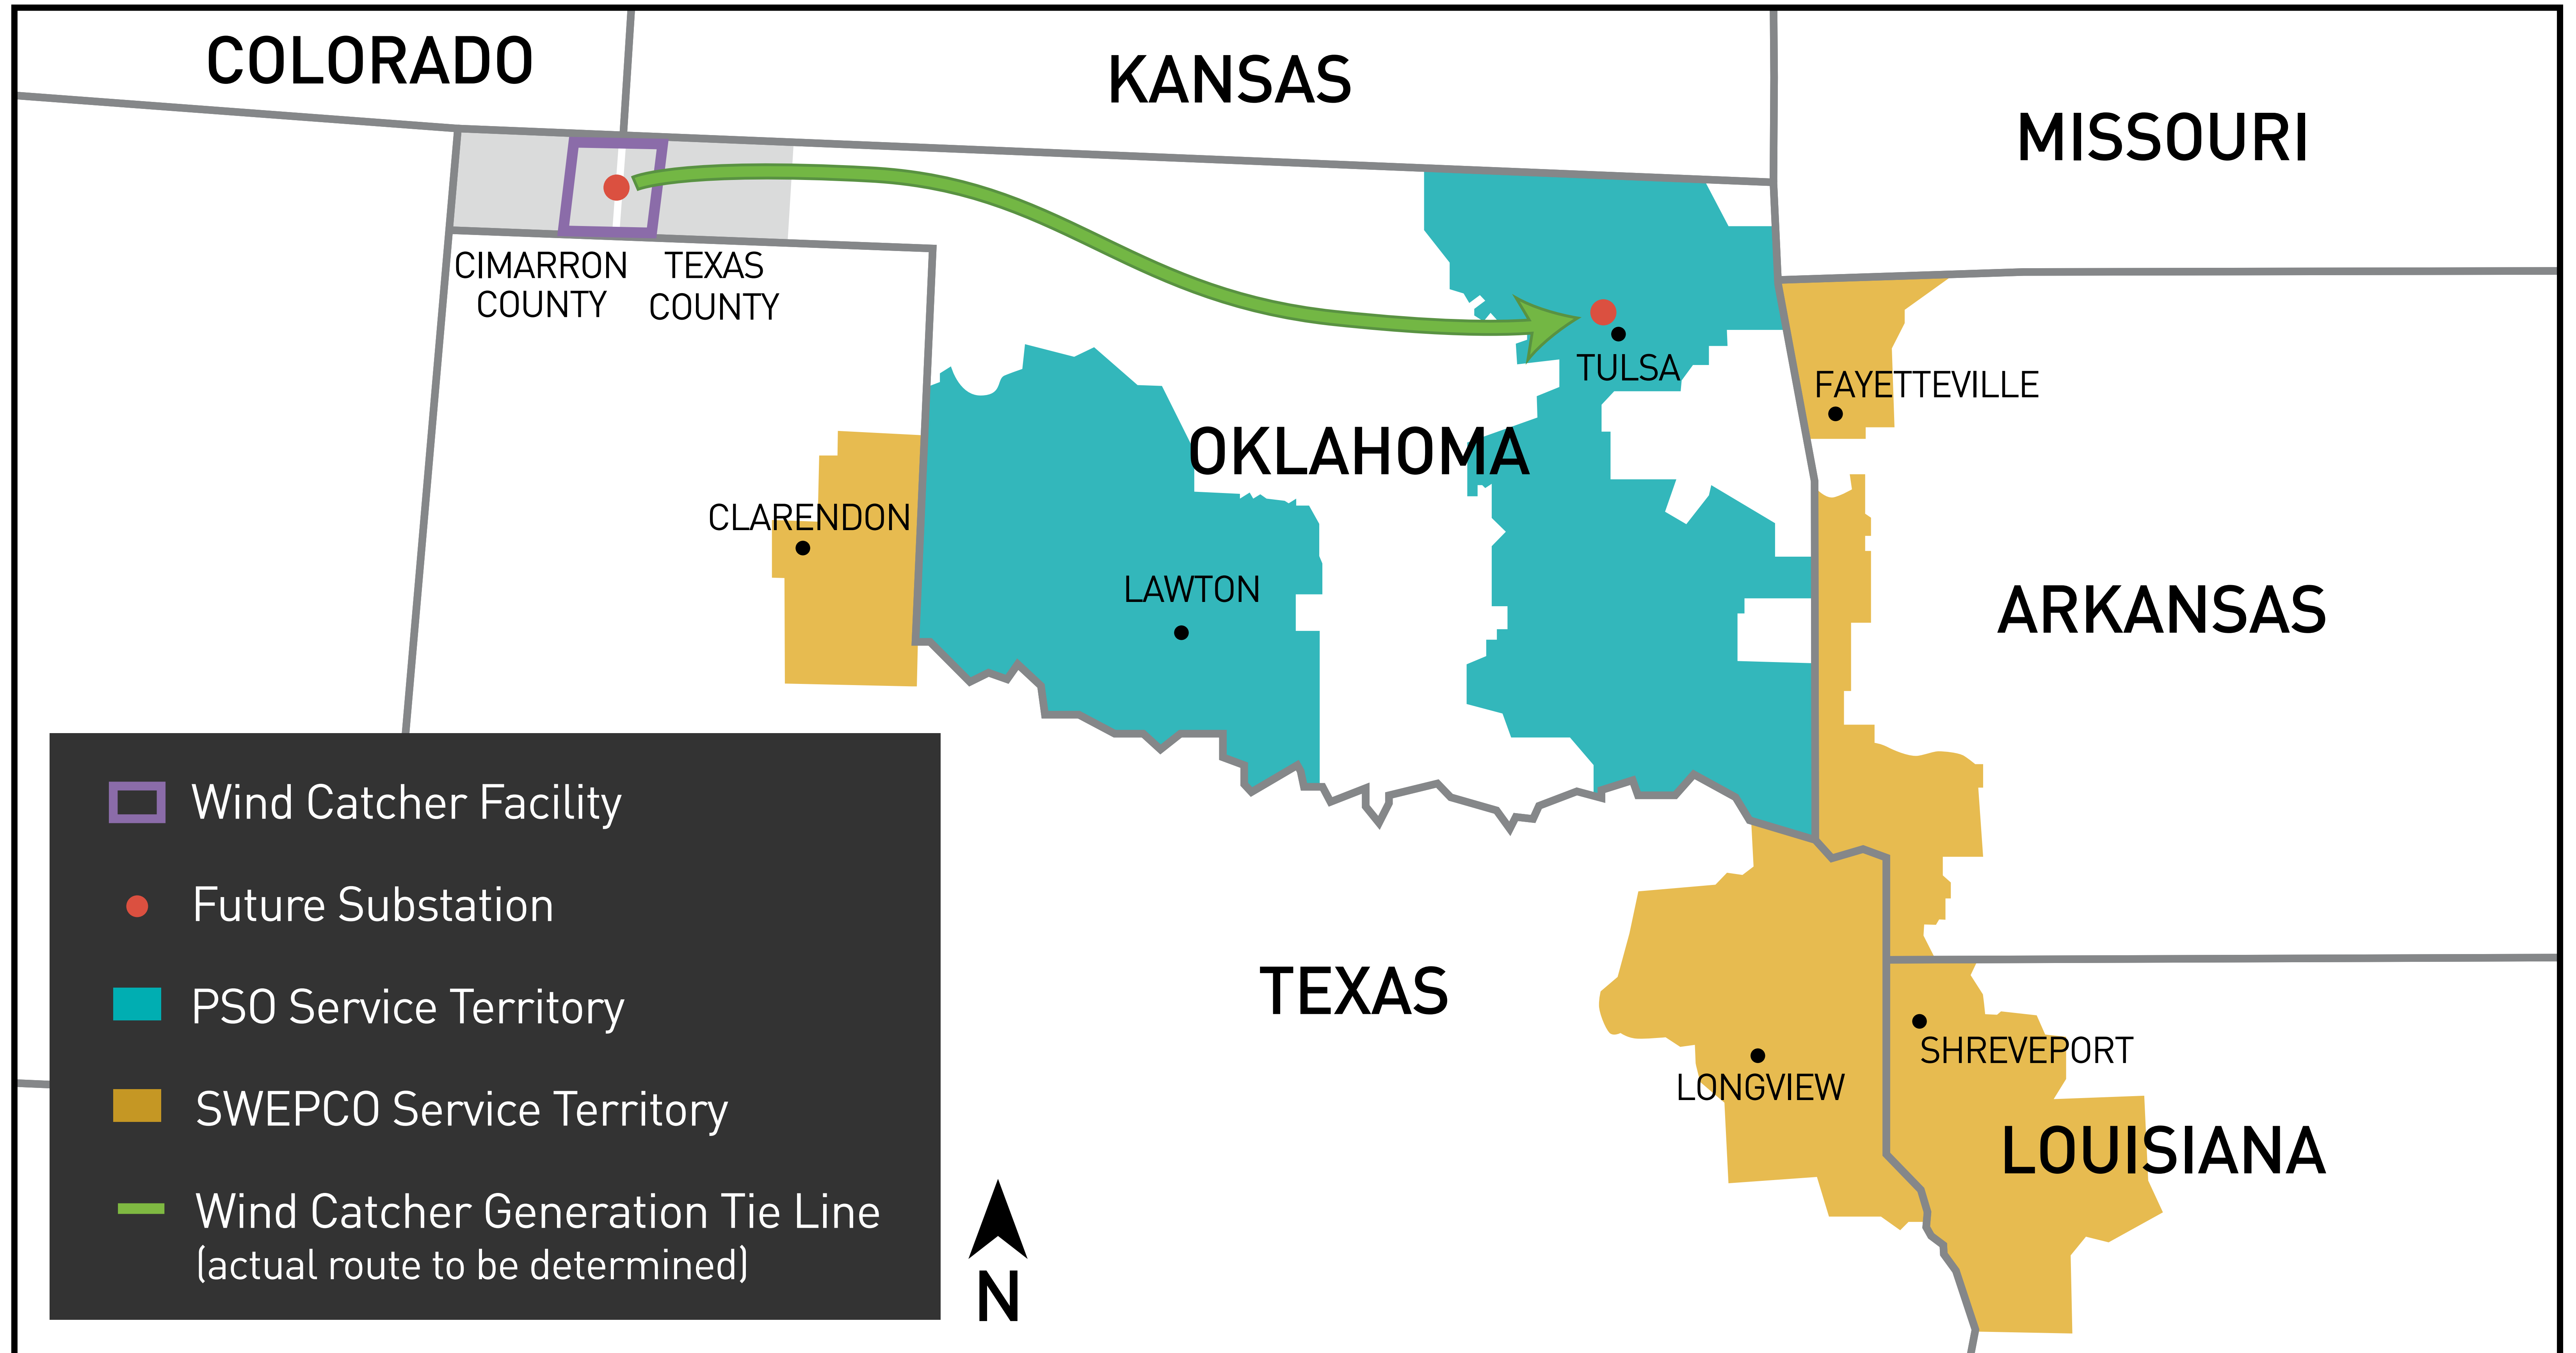 COLORADO
KANSAS
MISSOURI
CIMARRON
COUNTY
TEXAS
COUNTY
TULSA
FAYETTEVILLE
OKLAHOMA
CLARENDON
LAWTON
ARKANSAS
TEXAS
LONGVIEW
SHREVEPORT
LOUISIANA
Wind Catcher Facility
Future Substation
PSO Service Territory
SWEPCO Service Territory
Wind Catcher Generation Tie Line
(actual route to be determined)
N